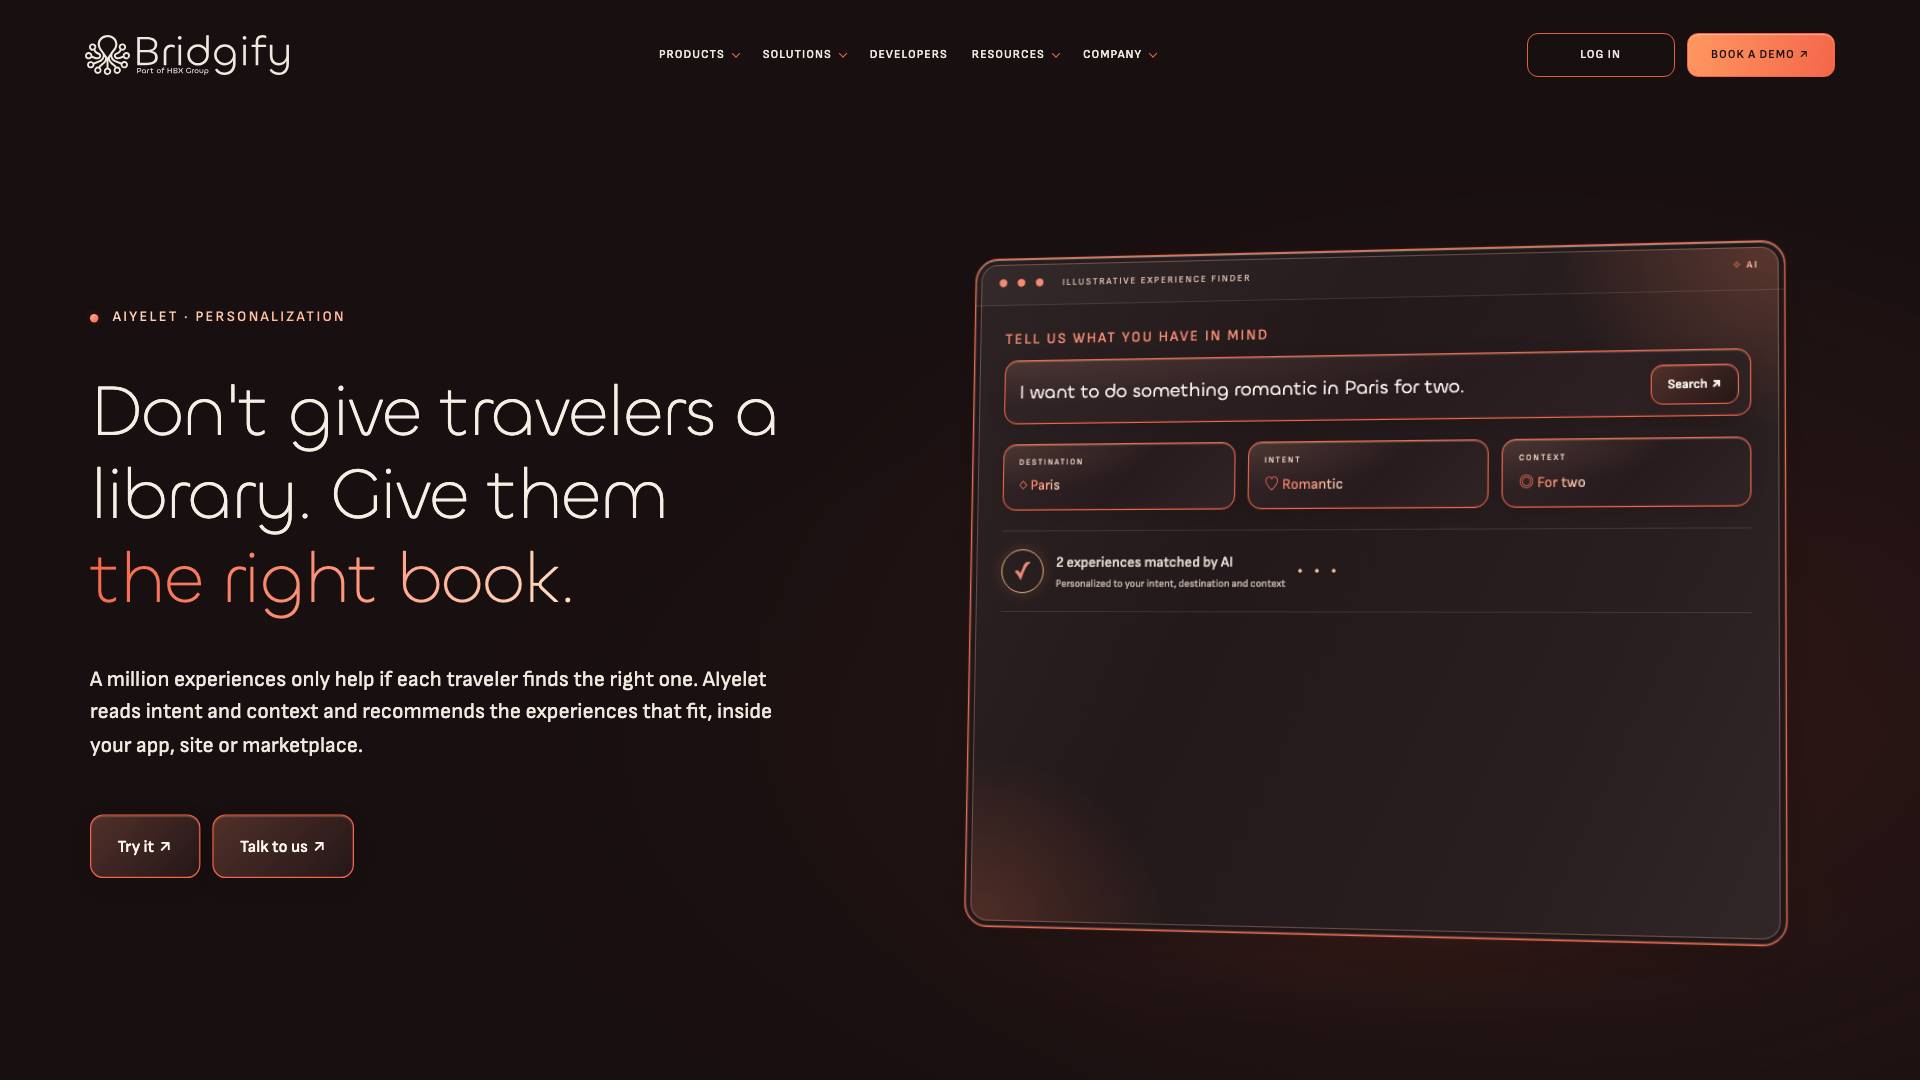 Bridgify
Part of HBX Group
PRODUCTS
SOLUTIONS
DEVELOPERS
RESOURCES
COMPANY
LOG IN
BOOK A DEMO ↗
AIYELET · PERSONALIZATION
Don't give travelers a
library. Give them
the right book.
A million experiences only help if each traveler finds the right one. AIyelet
reads intent and context and recommends the experiences that fit, inside
your app, site or marketplace.
Try it ↗
Talk to us ↗
ILLUSTRATIVE EXPERIENCE FINDER
AI
TELL US WHAT YOU HAVE IN MIND
I want to do something romantic in Paris for two.
Search ↗
DESTINATION
◇ Paris
INTENT
♡ Romantic
CONTEXT
◎ For two
2 experiences matched by AI
Personalized to your intent, destination and context